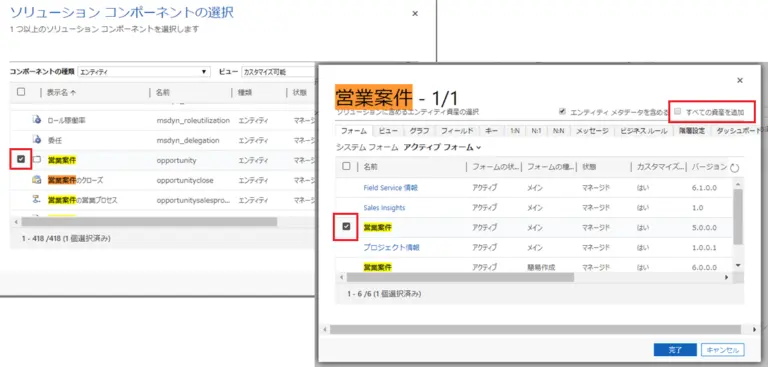 ソリューション コンポーネントの選択
1 つ以上のソリューション コンポーネントを選択します
コンポーネントの種類 エンティティ ビュー カスタマイズ可能
表示名 名前 種類 状態
ロール稼働率 msdyn_roleutilization エンティティ マネージ
委任 msdyn_delegation エンティティ マネージ
営業案件 opportunity エンティティ マネージ
営業案件のクローズ opportunityclose エンティティ マネージ
営業案件の営業プロセス opportunitysalespro... エンティティ マネージ
1 - 418 /418 (1 個選択済み)
営業案件 - 1/1
ソリューションに含めるエンティティ資産の選択
エンティティ メタデータを含める
すべての資産を追加
フォーム ビュー グラフ フィールド キー 1:N N:1 N:N メッセージ ビジネス ルール 階層設定 ダッシュボード
システム フォーム アクティブ フォーム
名前 フォームの状... フォームの種... 状態 カスタマイズ... バージョン
Field Service 情報 アクティブ メイン マネージド はい 6.1.0.0
Sales Insights アクティブ メイン マネージド はい 1.0
営業案件 アクティブ メイン マネージド はい 5.0.0.0
プロジェクト情報 アクティブ メイン マネージド はい 1.0.0.1
営業案件 アクティブ 簡易作成 マネージド はい 6.0.0.0
1 - 6 /6 (1 個選択済み)
完了 キャンセル